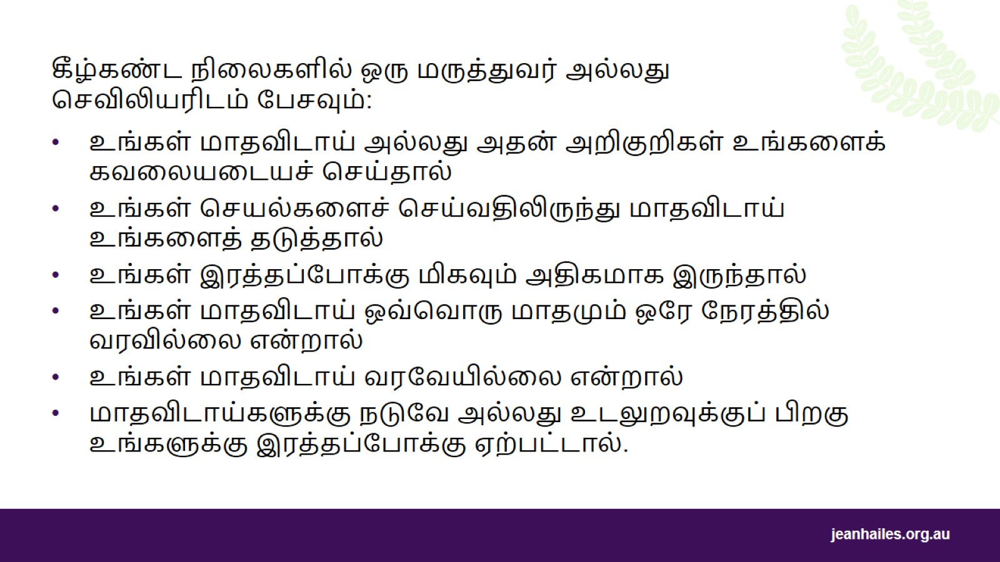 கீழ்கண்ட நிலைகளில் ஒரு மருத்துவர் அல்லது
செவிலியரிடம் பேசவும்:
• உங்கள் மாதவிடாய் அல்லது அதன் அறிகுறிகள் உங்களைக்
கவலையடையச் செய்தால்
• உங்கள் செயல்களைச் செய்வதிலிருந்து மாதவிடாய்
உங்களைத் தடுத்தால்
• உங்கள் இரத்தப்போக்கு மிகவும் அதிகமாக இருந்தால்
• உங்கள் மாதவிடாய் ஒவ்வொரு மாதமும் ஒரே நேரத்தில்
வரவில்லை என்றால்
• உங்கள் மாதவிடாய் வரவேயில்லை என்றால்
• மாதவிடாய்களுக்கு நடுவே அல்லது உடலுறவுக்குப் பிறகு
உங்களுக்கு இரத்தப்போக்கு ஏற்பட்டால்.
jeanhailes.org.au